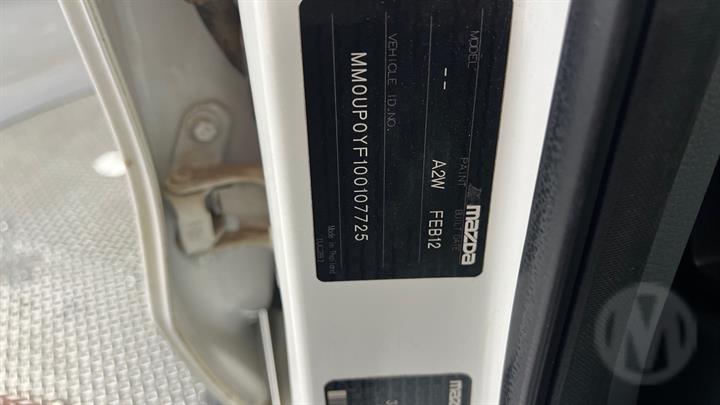 mazda
MODEL PAINT BUILT DATE
-- A2W FEB12
VEHICLE ID.NO.
MM0UP0YF100107725
Made in Thailand
mazda
M